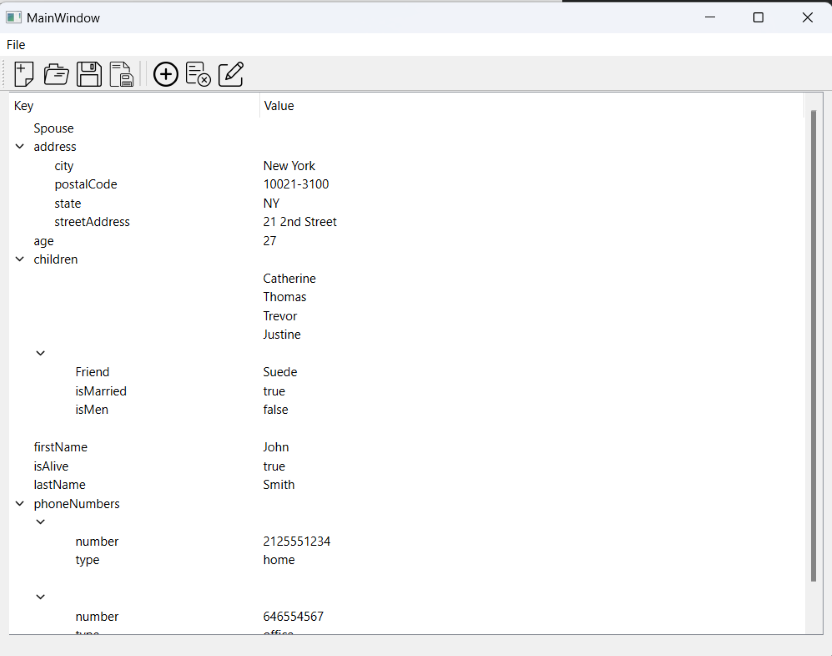 MainWindow
File
Key Value
Spouse
address
city New York
postalCode 10021-3100
state NY
streetAddress 21 2nd Street
age 27
children
Catherine
Thomas
Trevor
Justine
Friend Suede
isMarried true
isMen false
firstName John
isAlive true
lastName Smith
phoneNumbers
number 2125551234
type home
number 646554567
type office